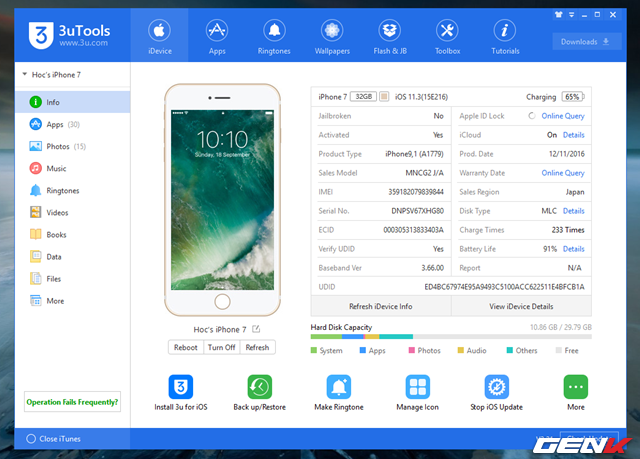 3uTools
www.3u.com
iDevice
Apps
Ringtones
Wallpapers
Flash & JB
Toolbox
Tutorials
Downloads
Hoc's iPhone 7
Info
Apps (30)
Photos (15)
Music
Ringtones
Videos
Books
Data
Files
More
Operation Fails Frequently?
Close iTunes
10:10
Sunday, 18 September
Hoc's iPhone 7
Reboot Turn Off Refresh
iPhone 7 32GB iOS 11.3(15E216) Charging 65%
Jailbroken No Apple ID Lock Online Query
Activated Yes iCloud On Details
Product Type iPhone9,1 (A1779) Prod. Date 12/11/2016
Sales Model MNCG2 J/A Warranty Date Online Query
IMEI 359182079839844 Sales Region Japan
Serial No. DNPSV67XHG80 Disk Type MLC Details
ECID 000305313833403A Charge Times 233 Times
Verify UDID Yes Battery Life 91% Details
Baseband Ver 3.66.00 Report N/A
UDID ED4BC67974E95A9493C5100ACC622511E4BFCB1A
Refresh iDevice Info View iDevice Details
Hard Disk Capacity 10.86 GB / 29.79 GB
System Apps Photos Audio Others Free
Install 3u for iOS
Back up/Restore
Make Ringtone
Manage Icon
Stop iOS Update
More
GENK